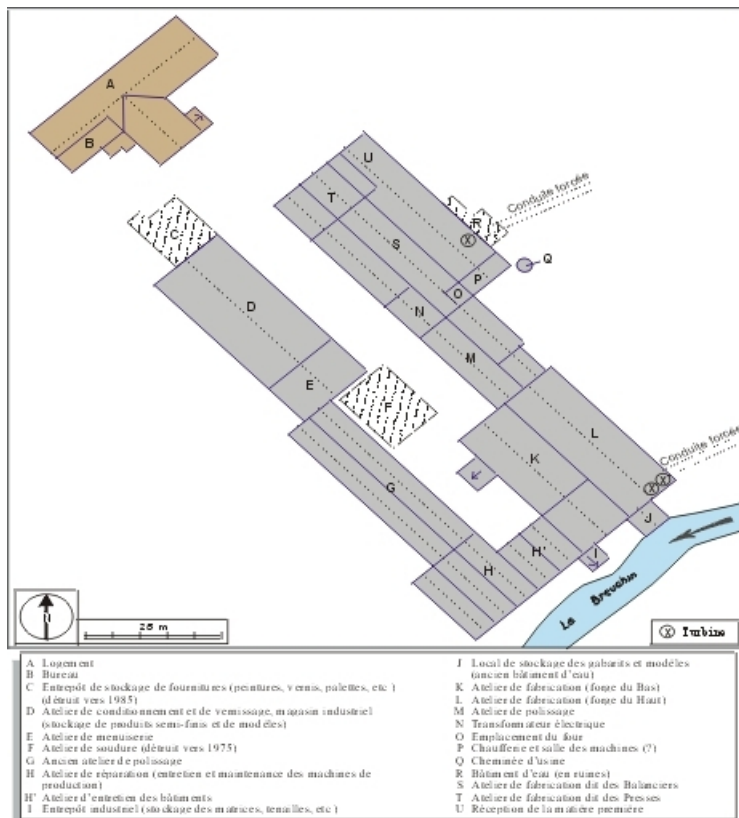 A
B
U
T
R
Conduite forcée
C
S
X
Q
P
O
D
N
M
E
F
L
Conduite forcée
K
G
X X
J
H'
I
H
La Breuchin
N
25 m
X Turbine
A Logement
B Bureau
C Entrepôt de stockage de fournitures (peintures, vernis, palettes, etc)
(détruit vers 1985)
D Atelier de conditionnement et de vernissage, magasin industriel
(stockage de produits semi-finis et de modèles)
E Atelier de menuiserie
F Atelier de soudure (détruit vers 1975)
G Ancien atelier de polissage
H Atelier de réparation (entretien et maintenance des machines de
production)
H' Atelier d'entretien des bâtiments
I Entrepôt industriel (stockage des matrices, tenailles, etc)
J Local de stockage des gabarits et modèles
(ancien bâtiment d'eau)
K Atelier de fabrication (forge du Bas)
L Atelier de fabrication (forge du Haut)
M Atelier de polissage
N Transformateur électrique
O Emplacement du four
P Chaufferie et salle des machines (?)
Q Cheminée d'usine
R Bâtiment d'eau (en ruines)
S Atelier de fabrication dit des Balanciers
T Atelier de fabrication dit des Presses
U Réception de la matière première